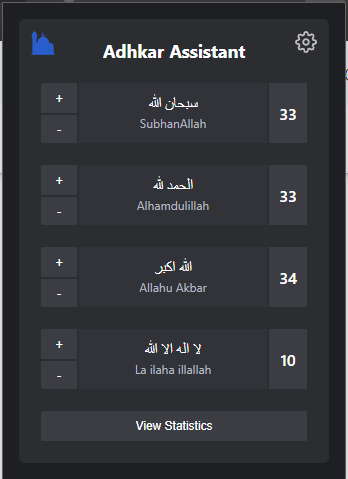 Adhkar Assistant
+
سبحان الله
SubhanAllah
33
-
+
الحمد لله
Alhamdulillah
33
-
+
الله اكبر
Allahu Akbar
34
-
+
لا اله الا الله
La ilaha illallah
10
-
View Statistics